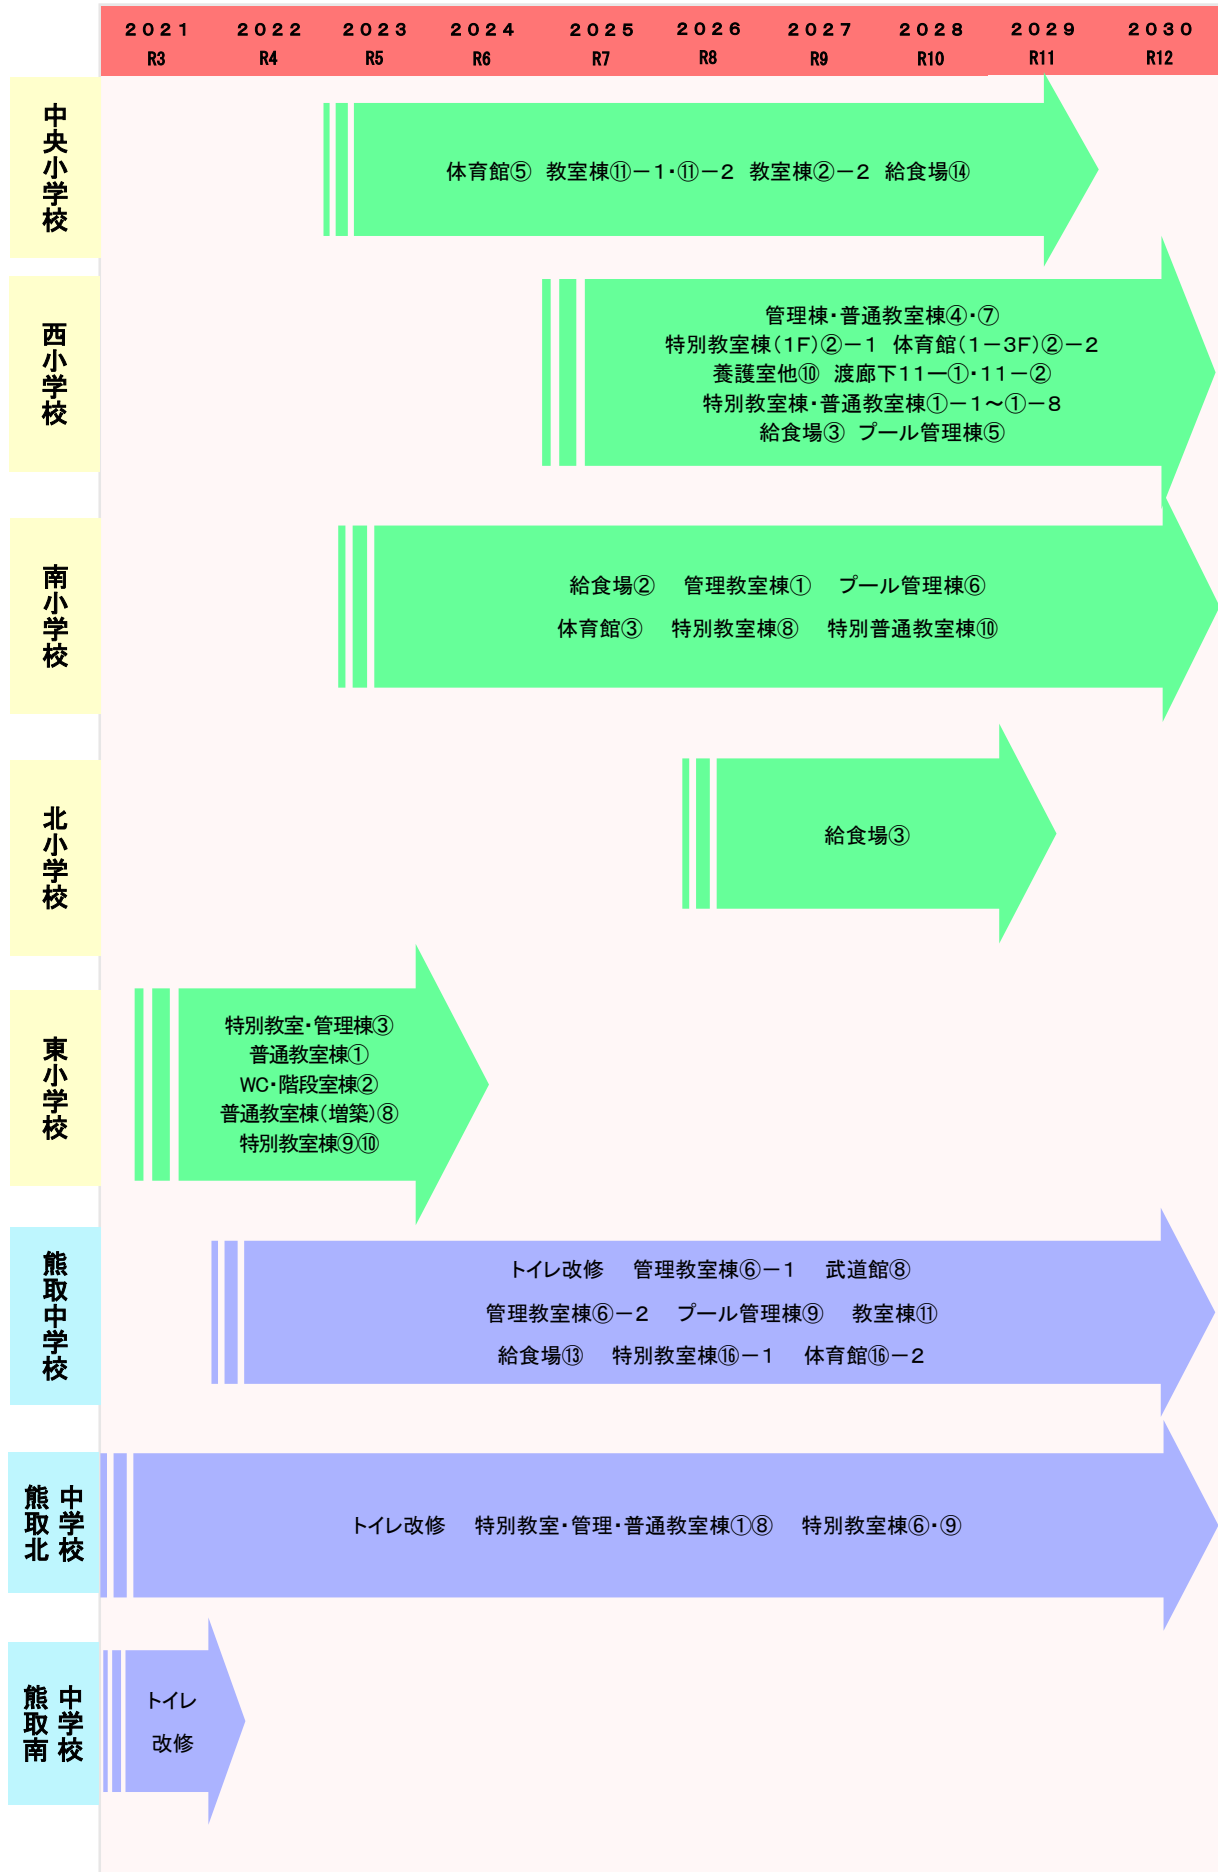 ２０２１ ２０２２ ２０２３ ２０２４ ２０２５ ２０２６ ２０２７ ２０２８ ２０２９ ２０３０
R3 R4 R5 R6 R7 R8 R9 R10 R11 R12
中央小学校
体育館⑤ 教室棟⑪－１・⑪－２ 教室棟②－２ 給食場⑭
西小学校
管理棟・普通教室棟④・⑦
特別教室棟（１F）②－１ 体育館（１－３F）②－２
養護室他⑩ 渡廊下１１－①・１１－②
特別教室棟・普通教室棟①－１～①－８
給食場③ プール管理棟⑤
南小学校
給食場② 管理教室棟① プール管理棟⑥
体育館③ 特別教室棟⑧ 特別普通教室棟⑩
北小学校
給食場③
東小学校
特別教室・管理棟③
普通教室棟①
WC・階段室棟②
普通教室棟（増築）⑧
特別教室棟⑨⑩
熊取中学校
トイレ改修 管理教室棟⑥－１ 武道館⑧
管理教室棟⑥－２ プール管理棟⑨ 教室棟⑪
給食場⑬ 特別教室棟⑯－１ 体育館⑯－２
熊取北
中学校
トイレ改修 特別教室・管理・普通教室棟①⑧ 特別教室棟⑥・⑨
熊取南
中学校
トイレ
改修